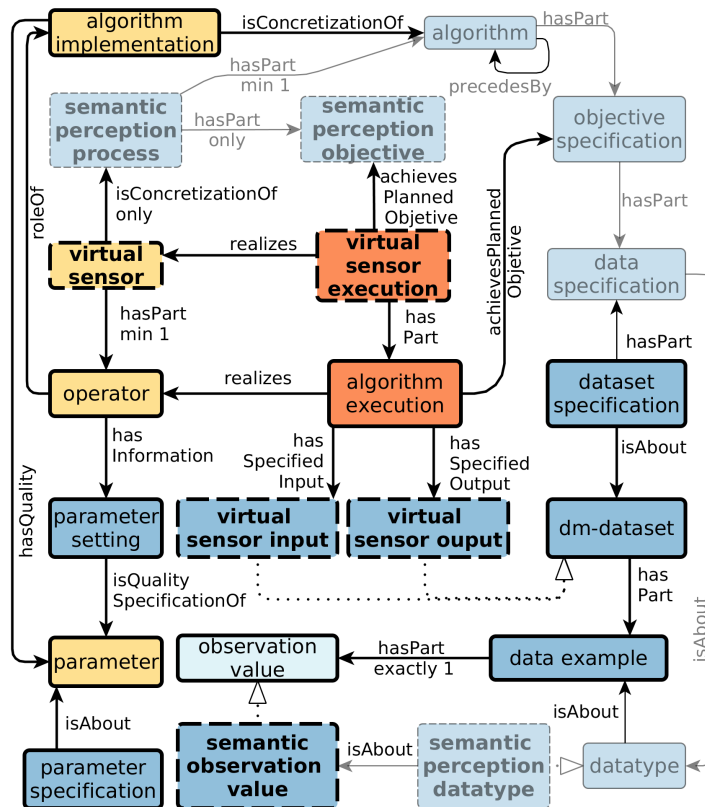 algorithm
implementation
isConcretizationOf
algorithm
hasPart
precedesBy
hasPart
min 1
semantic
perception
process
hasPart
only
semantic
perception
objective
objective
specification
isConcretizationOf
only
achieves
Planned
Objetive
roleOf
hasPart
virtual
sensor
realizes
virtual
sensor
execution
achievesPlanned
Objetive
data
specification
hasPart
min 1
has
Part
hasPart
operator
realizes
algorithm
execution
dataset
specification
has
Information
has
Specified
Input
has
Specified
Output
isAbout
hasQuality
parameter
setting
virtual
sensor input
virtual
sensor ouput
dm-dataset
isQuality
SpecificationOf
has
Part
isAbout
parameter
observation
value
hasPart
exactly 1
data example
isAbout
isAbout
parameter
specification
semantic
observation
value
isAbout
semantic
perception
datatype
datatype